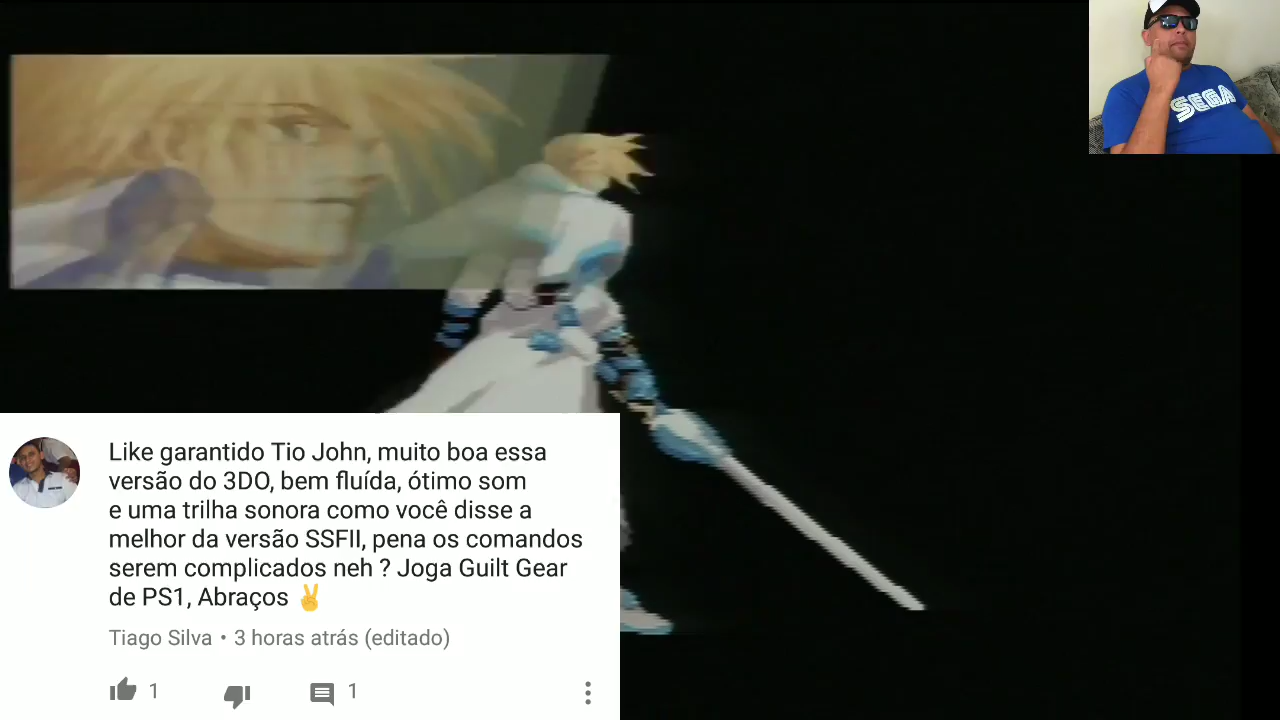 SEGA
Like garantido Tio John, muito boa essa
versão do 3DO, bem fluída, ótimo som
e uma trilha sonora como você disse a
melhor da versão SSFII, pena os comandos
serem complicados neh ? Joga Guilt Gear
de PS1, Abraços ✌️
Tiago Silva • 3 horas atrás (editado)
1 1